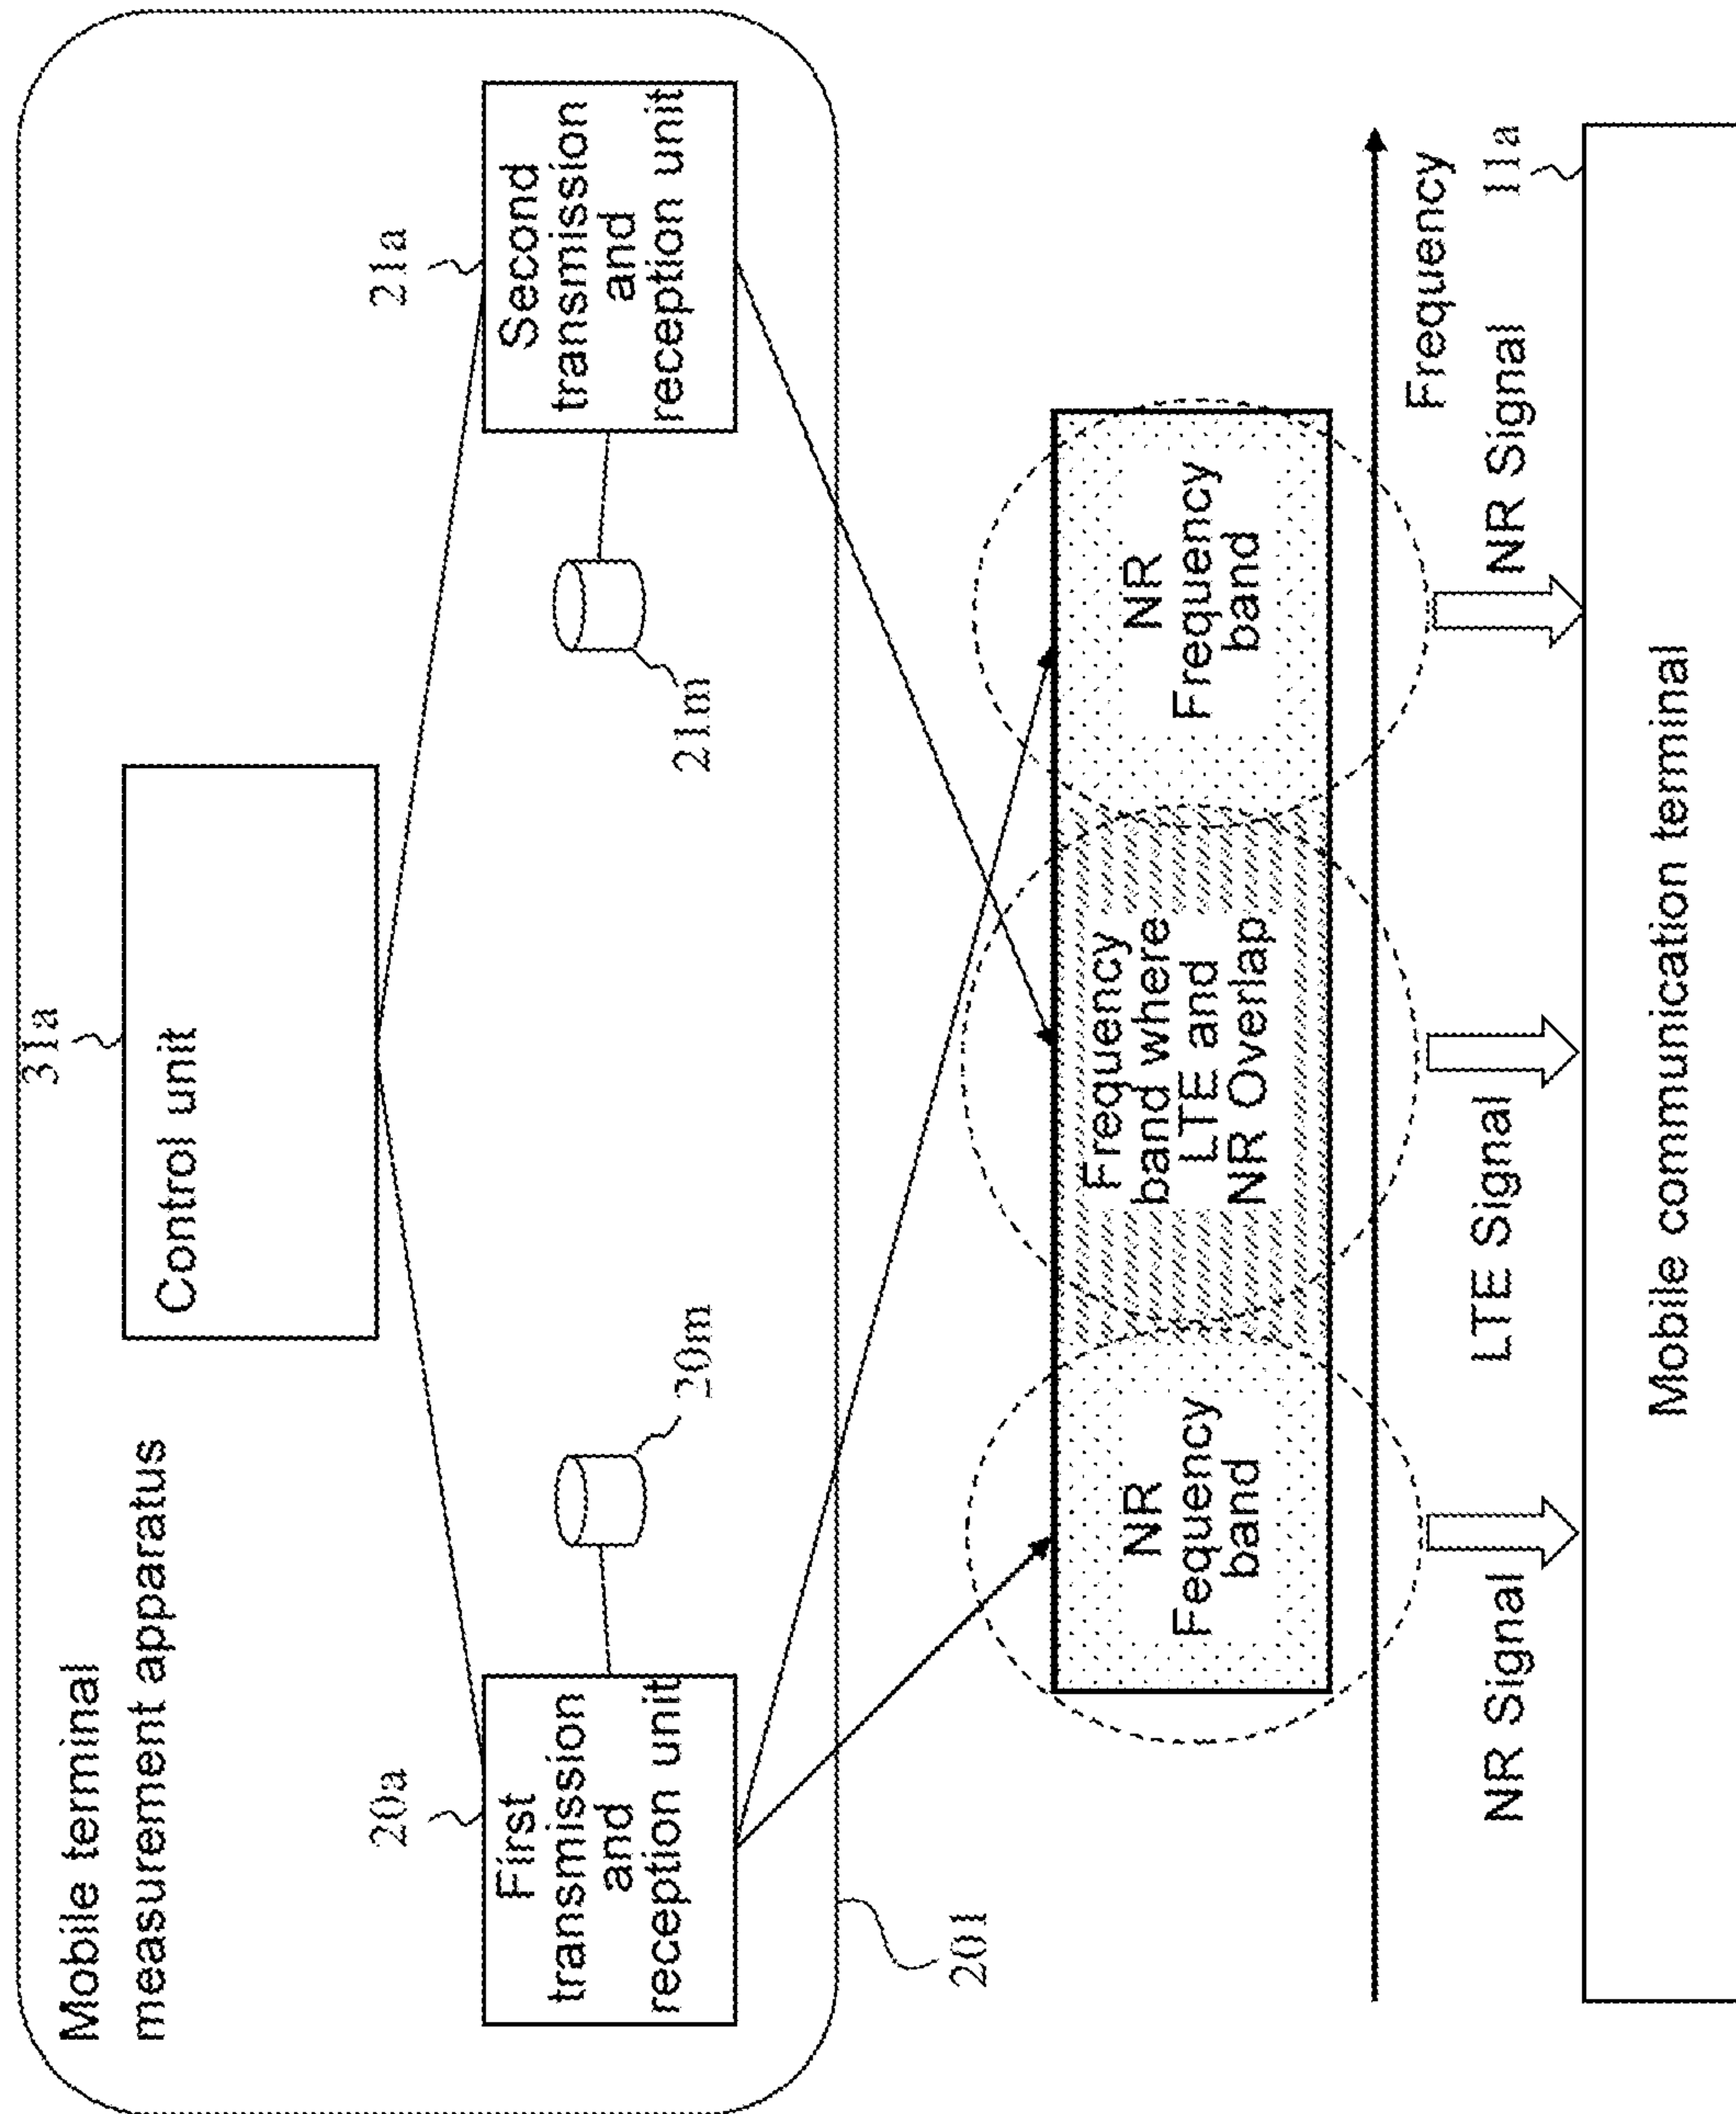 Mobile terminal
measurement apparatus
31a
Control unit
20a
First
transmission
and
reception unit
20m
21m
21a
Second
transmission
and
reception unit
201
NR
Fequency
band
Frequency
band where
LTE and
NR Overlap
NR
Frequency
band
Frequency
NR Signal
LTE Signal
NR Signal
11a
Mobile communication terminal